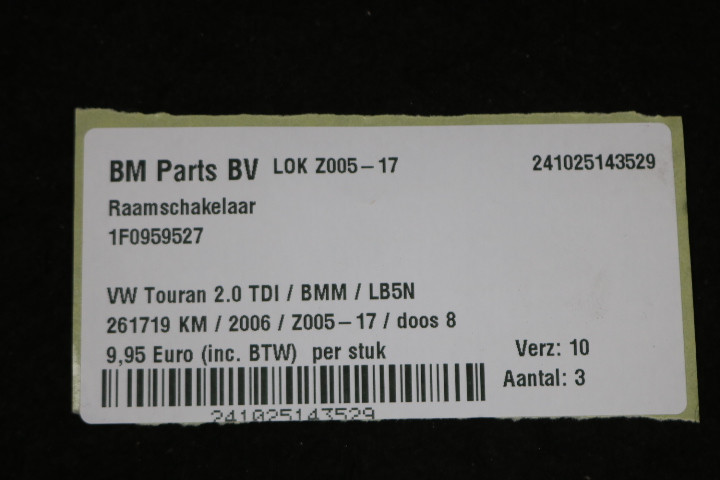 BM Parts BV LOK Z005-17 241025143529
Raamschakelaar
1F0959527
VW Touran 2.0 TDI / BMM / LB5N
261719 KM / 2006 / Z005-17 / doos 8
9,95 Euro (inc. BTW) per stuk Verz: 10
Aantal: 3
241025143529